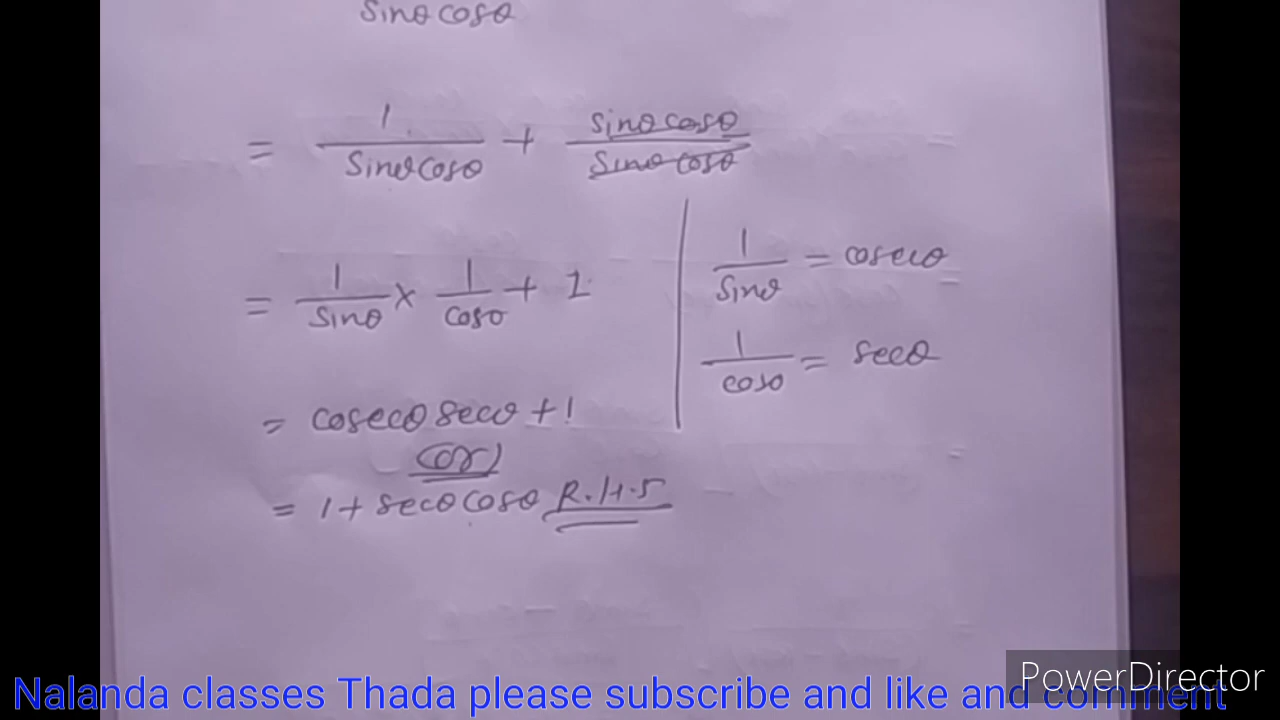 sinθ cosθ
= 1/sinθ cosθ + sinθ cosθ/sinθ cosθ
= 1/sinθ × 1/cosθ + 1
1/sinθ = cosecθ
1/cosθ = secθ
= cosecθ secθ + 1
(or)
= 1 + secθ cosθ R.H.S
PowerDirector
Nalanda classes Thada please subscribe and like and comment